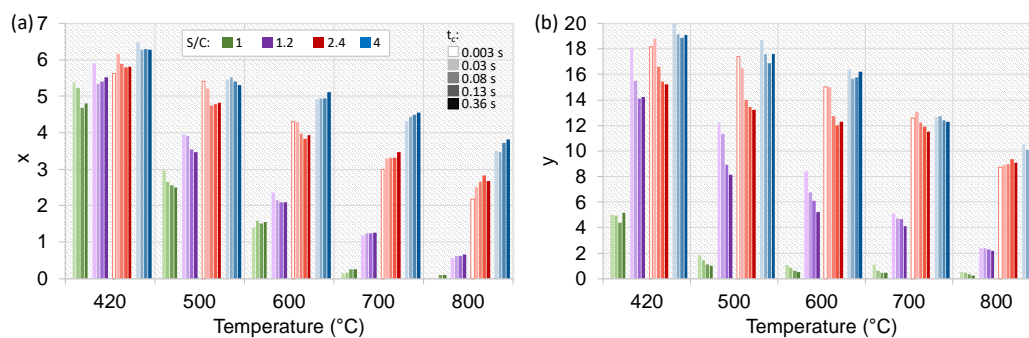 (a)
7
6
5
4
3
2
1
0
x
S/C: 1 1.2 2.4 4
t꜀:
0.003 s
0.03 s
0.08 s
0.13 s
0.36 s
420 500 600 700 800
Temperature (°C)
(b)
20
18
16
14
12
10
8
6
4
2
0
y
420 500 600 700 800
Temperature (°C)